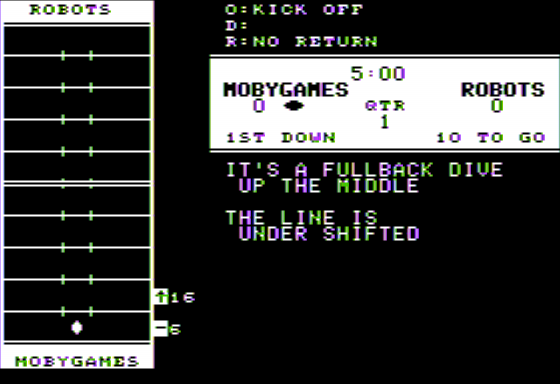 ROBOTS
O:KICK OFF
D:
R:NO RETURN
5:00
MOBYGAMES ROBOTS
0 QTR 0
1
1ST DOWN 10 TO GO
IT'S A FULLBACK DIVE
UP THE MIDDLE
THE LINE IS
UNDER SHIFTED
↑16
-6
MOBYGAMES